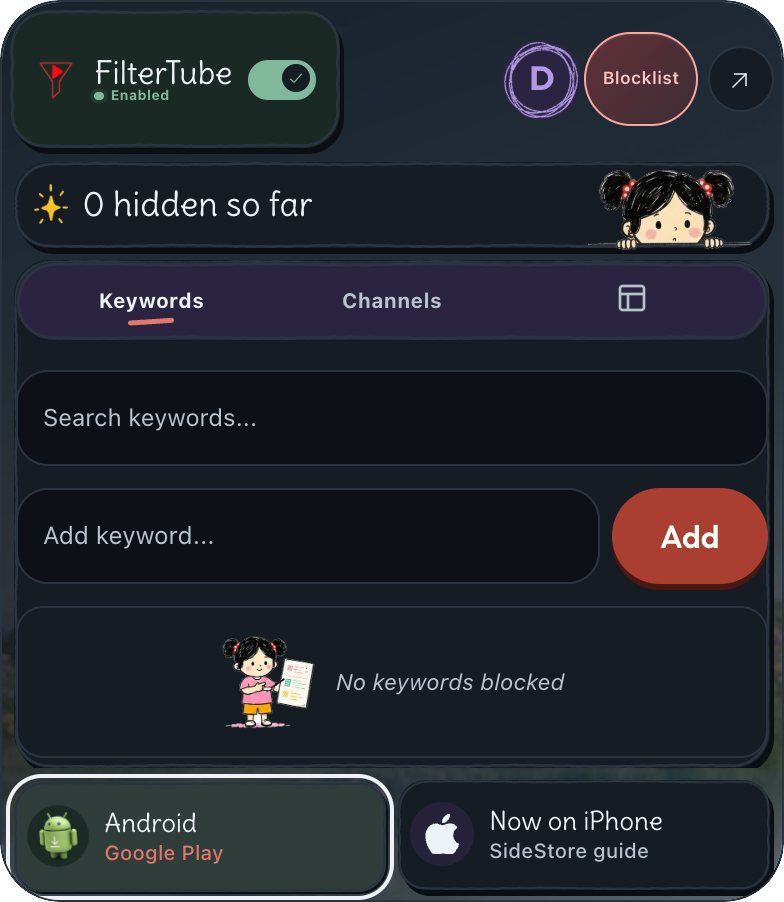 FilterTube
Enabled
D
Blocklist
0 hidden so far
Keywords
Channels
Search keywords...
Add keyword...
Add
No keywords blocked
Android
Google Play
Now on iPhone
SideStore guide